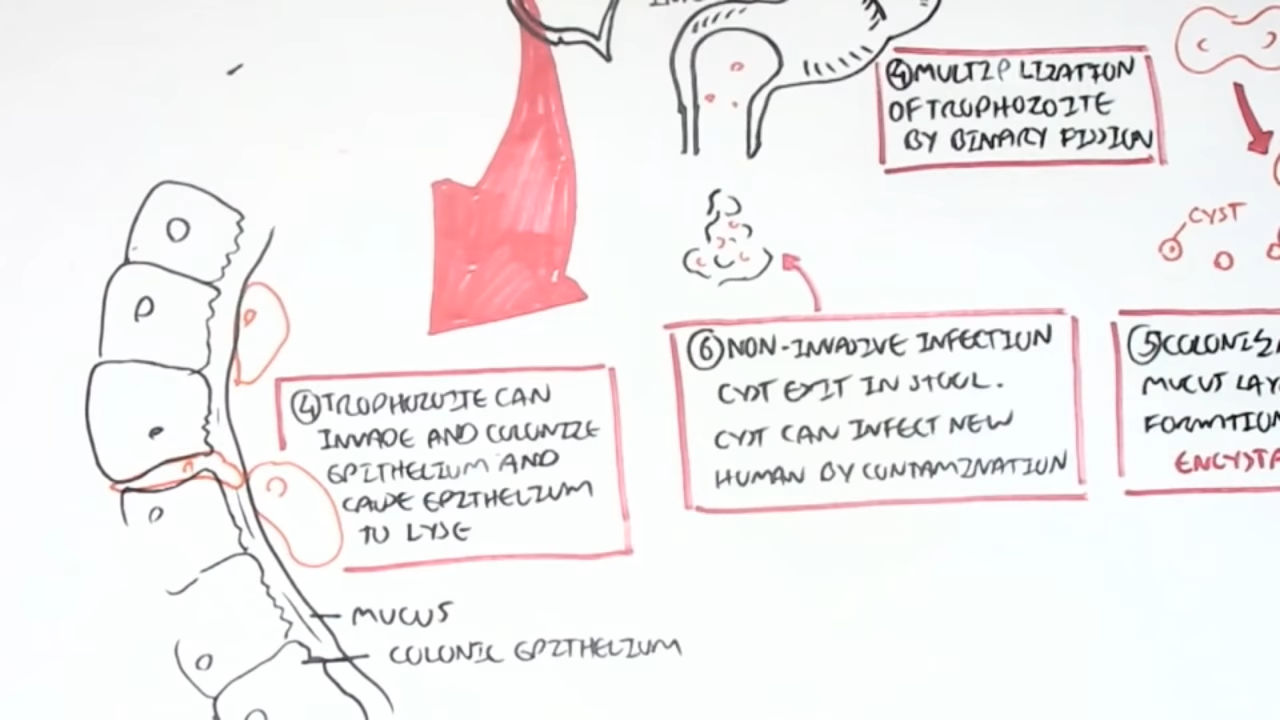 ④ MULTIPLIZATION
OF TROPHOZOITE
BY BINARY FISSION
CYST
⑥ NON-INVASIVE INFECTION
CYST EXIT IN STOOL.
CYST CAN INFECT NEW
HUMAN BY CONTAMINATION
⑤ COLONIZ
MUCUS LAY
FORMATION
ENCYSTA
④ TROPHOZOITE CAN
INVADE AND COLONIZE
EPITHELIUM AND
CAUSE EPITHELIUM
TO LYSE
MUCUS
COLONIC EPITHELIUM